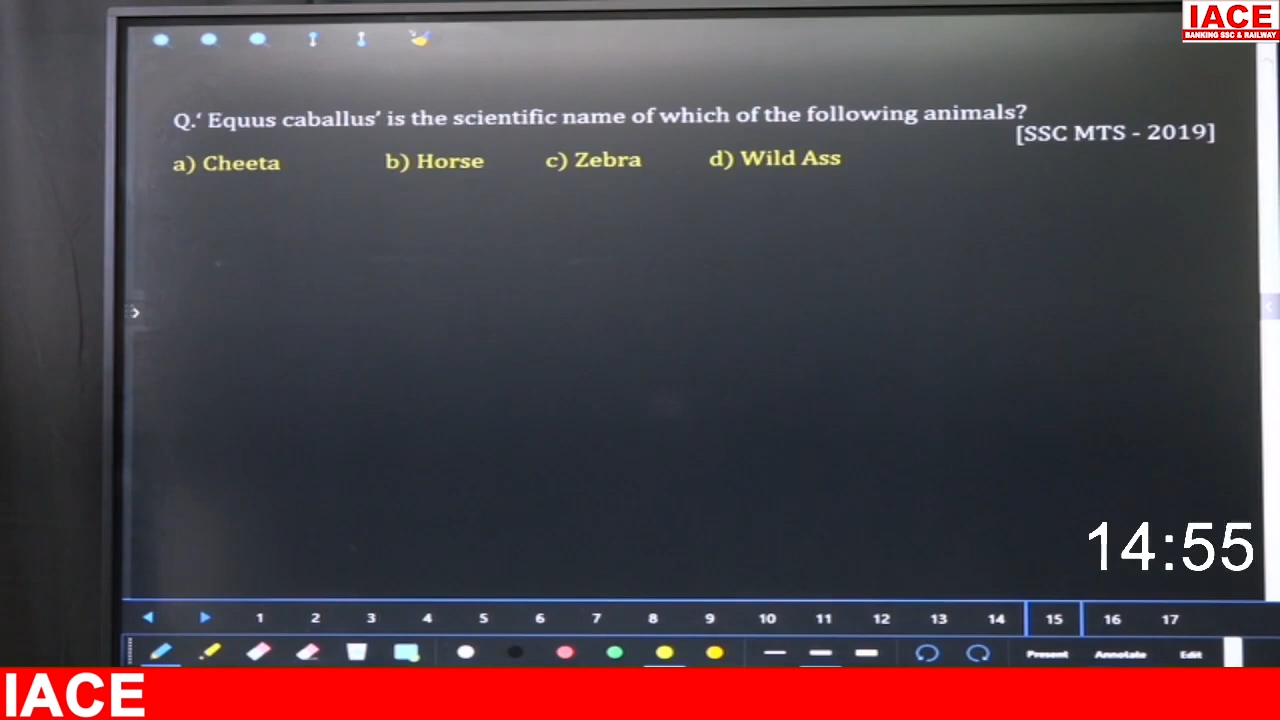 IACE
BANKING SSC & RAILWAY
Q.‘ Equus caballus’ is the scientific name of which of the following animals?
[SSC MTS - 2019]
a) Cheeta b) Horse c) Zebra d) Wild Ass
14:55
1 2 3 4 5 6 7 8 9 10 11 12 13 14 15 16 17
Present Annotate Edit
IACE